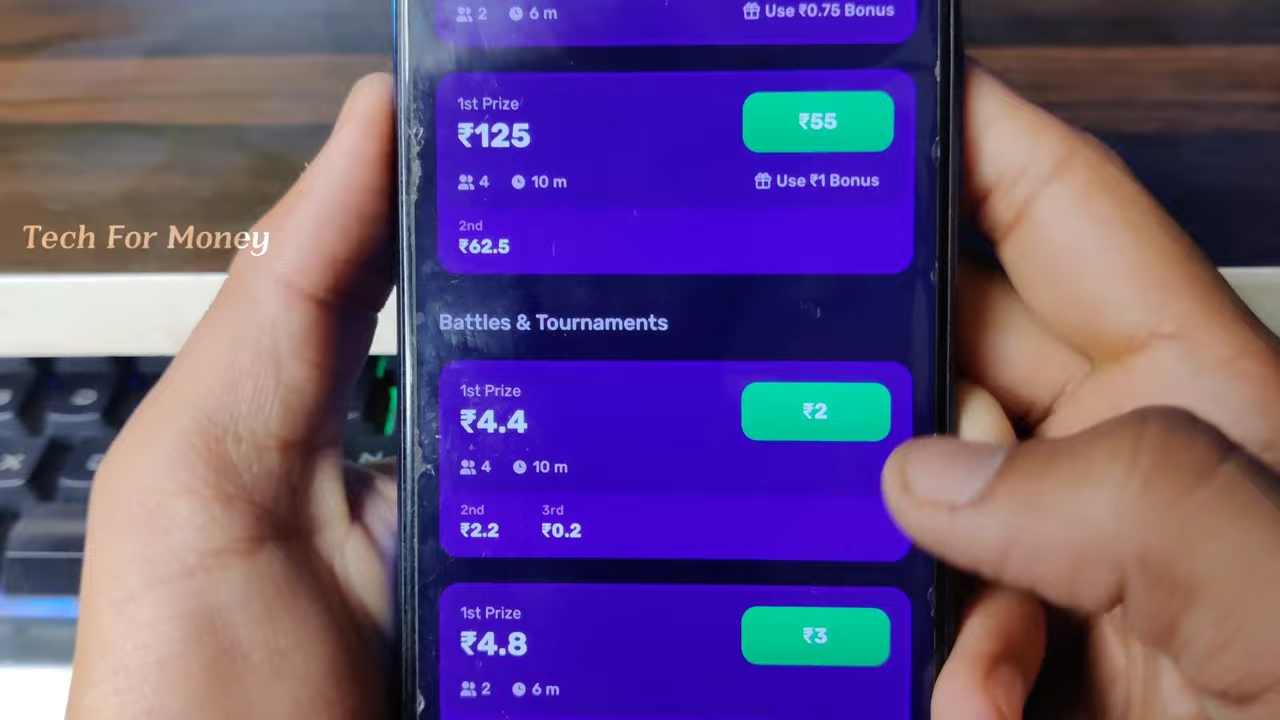 2 6 m Use ₹0.75 Bonus
1st Prize
₹125 ₹55
4 10 m Use ₹1 Bonus
2nd
₹62.5
Tech For Money
Battles & Tournaments
1st Prize
₹4.4 ₹2
4 10 m
2nd 3rd
₹2.2 ₹0.2
1st Prize
₹4.8 ₹3
2 6 m
X
N